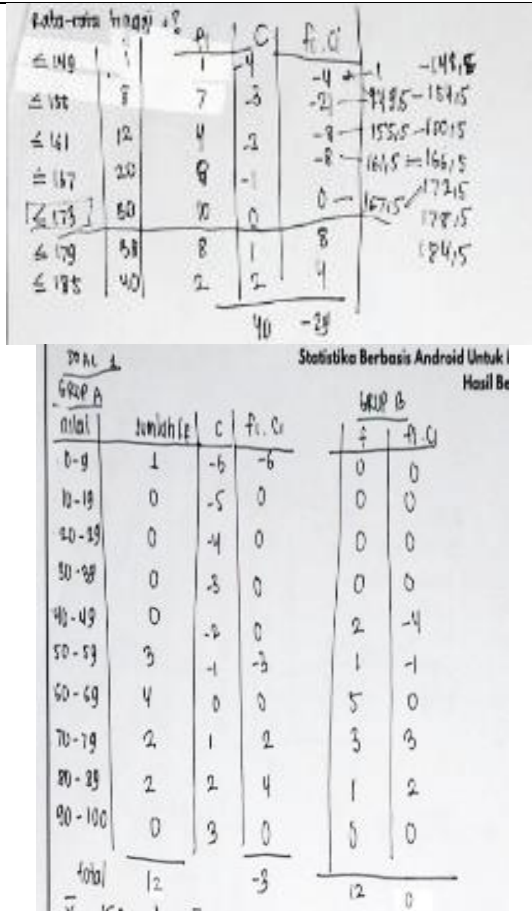 Rata-rata tinggi :?
fi C fi.Ci
≤ 149 1 1 -4 -4 -148,5
≤ 155 8 7 -3 -21 149,5-154,5
≤ 161 12 4 -2 -8 155,5-160,5
≤ 167 20 8 -1 -8 161,5 = 166,5
≤ 173 30 10 0 0 167,5 172,5
178,5
≤ 179 38 8 1 8 184,5
≤ 185 40 2 2 4
40 -29
SOAL 1
Statistika Berbasis Android Untuk
Hasil Be
GRUP A GRUP B
nilai Jumlah (f C fi.Ci f fi.Ci
0-9 1 -6 -6 0 0
10-19 0 -5 0 0 0
20-29 0 -4 0 0 0
30-39 0 -3 0 0 0
40-49 0 -2 0 2 -4
50-59 3 -1 -3 1 -1
60-69 4 0 0 5 0
70-79 2 1 2 3 3
80-89 2 2 4 1 2
90-100 0 3 0 0 0
total 12 -3 12 0